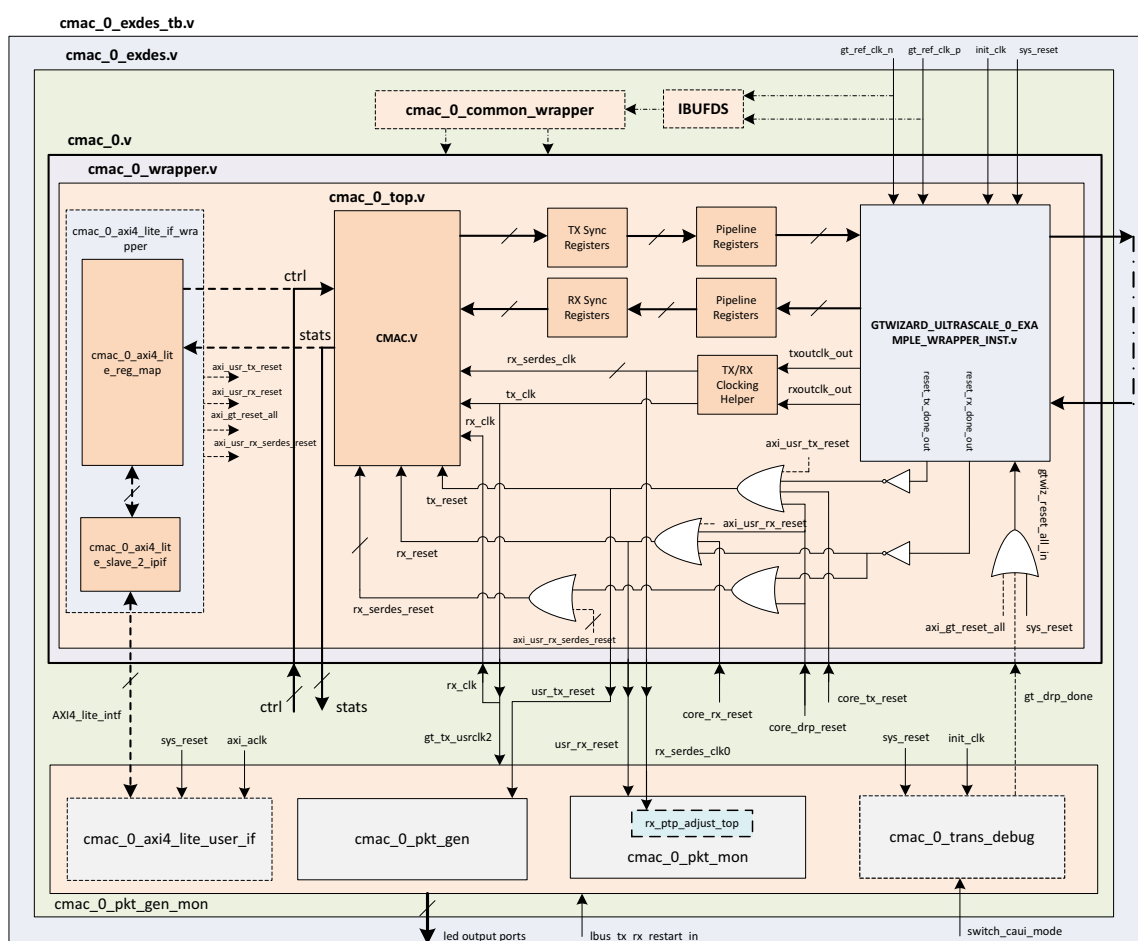 cmac_0_exdes_tb.v
cmac_0_exdes.v
gt_ref_clk_n
gt_ref_clk_p
init_clk
sys_reset
cmac_0_common_wrapper
IBUFDS
cmac_0.v
cmac_0_wrapper.v
cmac_0_top.v
cmac_0_axi4_lite_if_wra
pper
TX Sync
Registers
Pipeline
Registers
ctrl
RX Sync
Registers
Pipeline
Registers
GTWIZARD_ULTRASCALE_0_EXA
MPLE_WRAPPER_INST.v
CMAC.V
stats
cmac_0_axi4_lit
e_reg_map
rx_serdes_clk
TX/RX
Clocking
Helper
txoutclk_out
rxoutclk_out
reset_tx_done_out
reset_rx_done_out
axi_usr_tx_reset
axi_usr_rx_reset
axi_gt_reset_all
axi_usr_rx_serdes_reset
tx_clk
rx_clk
axi_usr_tx_reset
tx_reset
gtwiz_reset_all_in
axi_usr_rx_reset
rx_reset
cmac_0_axi4_lit
e_slave_2_ipif
rx_serdes_reset
axi_usr_rx_serdes_reset
axi_gt_reset_all
sys_reset
rx_clk
usr_tx_reset
ctrl
stats
core_rx_reset
core_drp_reset
core_tx_reset
gt_drp_done
AXI4_lite_intf
sys_reset
axi_aclk
gt_tx_usrclk2
usr_rx_reset
rx_serdes_clk0
sys_reset
init_clk
cmac_0_axi4_lite_user_if
cmac_0_pkt_gen
rx_ptp_adjust_top
cmac_0_pkt_mon
cmac_0_trans_debug
cmac_0_pkt_gen_mon
led output ports
lbus_tx_rx_restart_in
switch_caui_mode